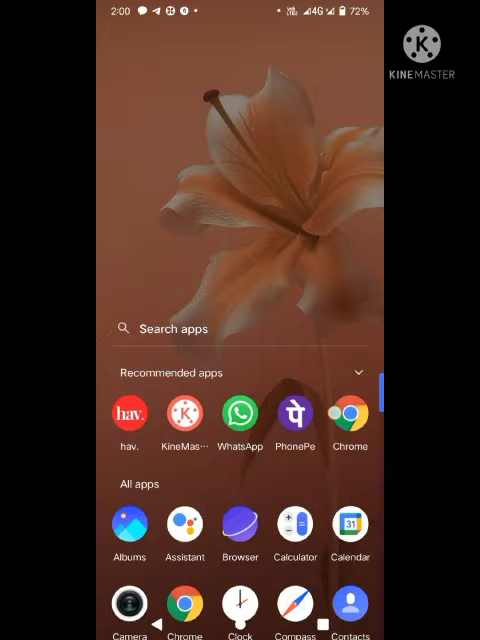 2:00 4G 72%
KINEMASTER
Search apps
Recommended apps
hav. पे
hav. KineMas··· WhatsApp PhonePe Chrome
All apps
31
Albums Assistant Browser Calculator Calendar
Camera Chrome Clock Compass Contacts